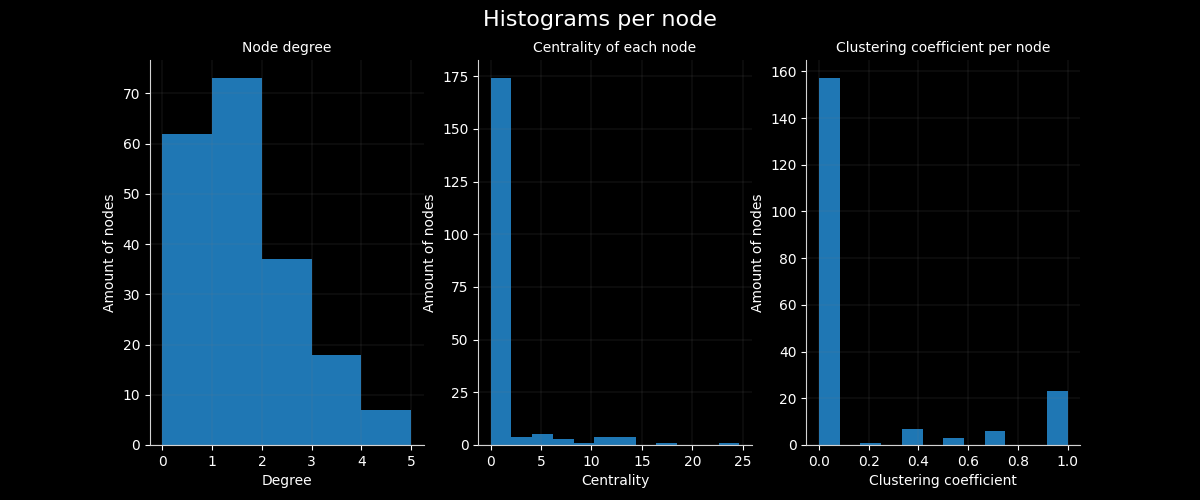 Histograms per node
Node degree
Amount of nodes
70
60
50
40
30
20
10
0
0 1 2 3 4 5
Degree
Centrality of each node
Amount of nodes
175
150
125
100
75
50
25
0
0 5 10 15 20 25
Centrality
Clustering coefficient per node
Amount of nodes
160
140
120
100
80
60
40
20
0
0.0 0.2 0.4 0.6 0.8 1.0
Clustering coefficient